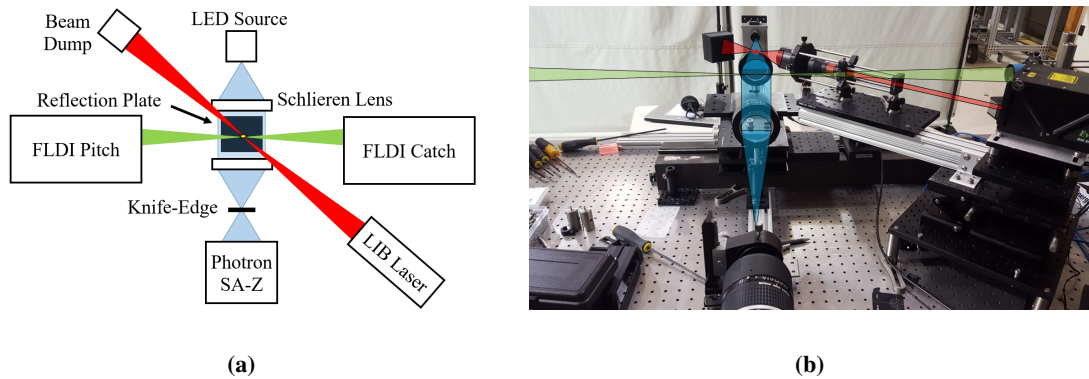 Beam
Dump
LED Source
Reflection Plate
Schlieren Lens
FLDI Pitch
FLDI Catch
Knife-Edge
Photron
SA-Z
LIB Laser
(a)
(b)